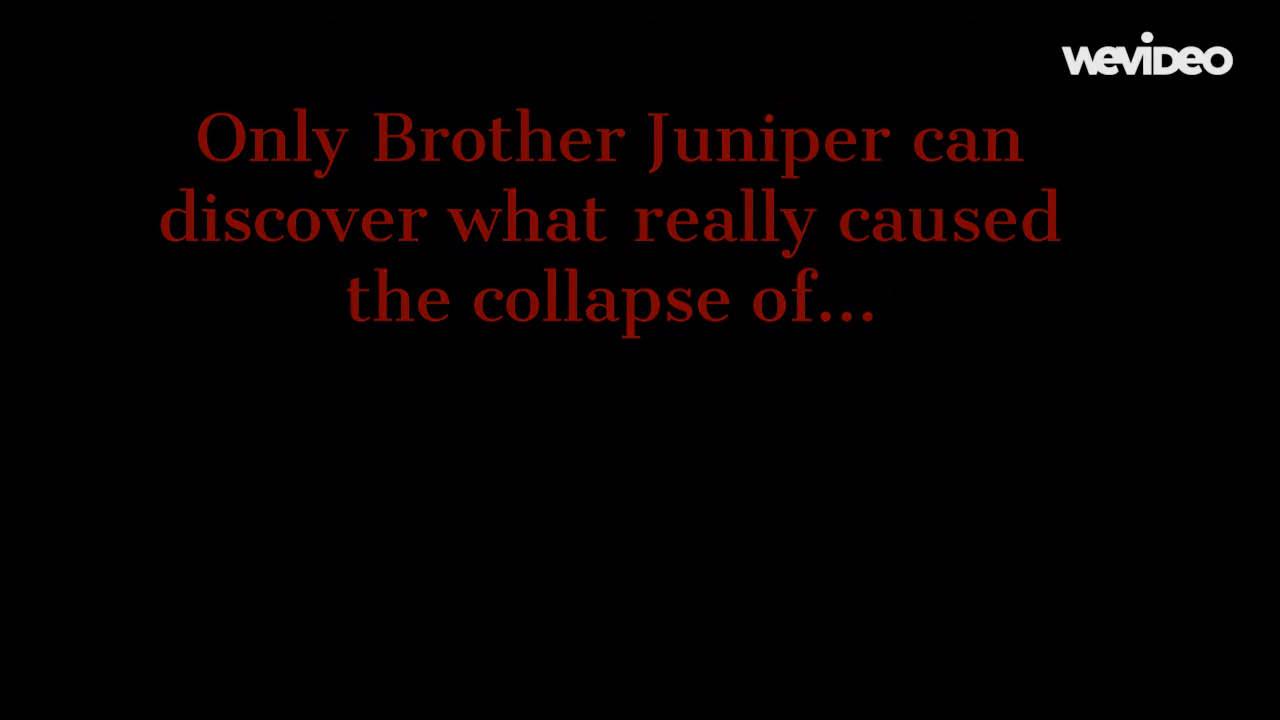 wevideo
Only Brother Juniper can
discover what really caused
the collapse of...